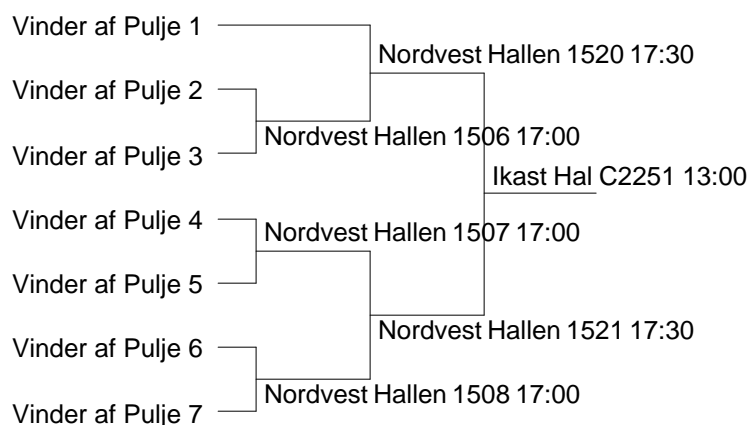 Vinder af Pulje 1
Nordvest Hallen 1520 17:30
Vinder af Pulje 2
Nordvest Hallen 1506 17:00
Vinder af Pulje 3
Ikast Hal C2251 13:00
Vinder af Pulje 4
Nordvest Hallen 1507 17:00
Vinder af Pulje 5
Nordvest Hallen 1521 17:30
Vinder af Pulje 6
Nordvest Hallen 1508 17:00
Vinder af Pulje 7